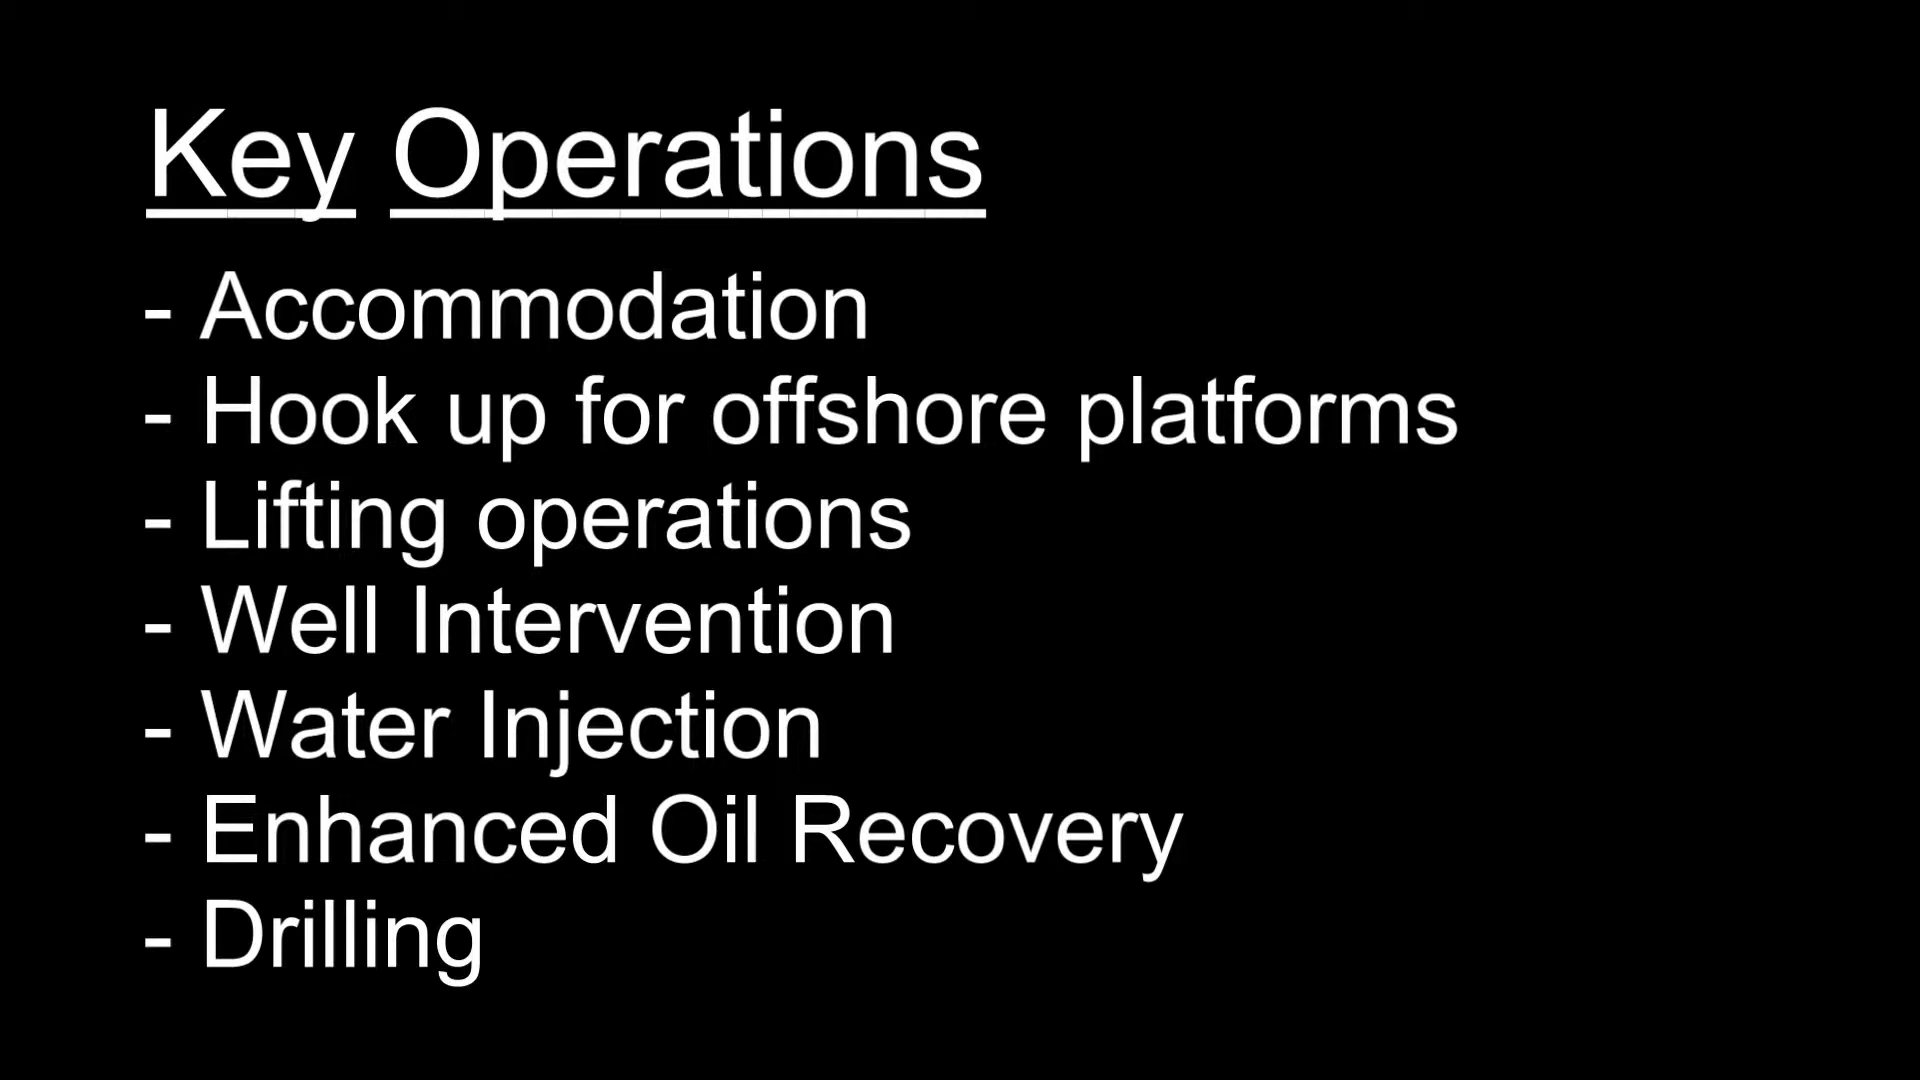 Key Operations
- Accommodation
- Hook up for offshore platforms
- Lifting operations
- Well Intervention
- Water Injection
- Enhanced Oil Recovery
- Drilling